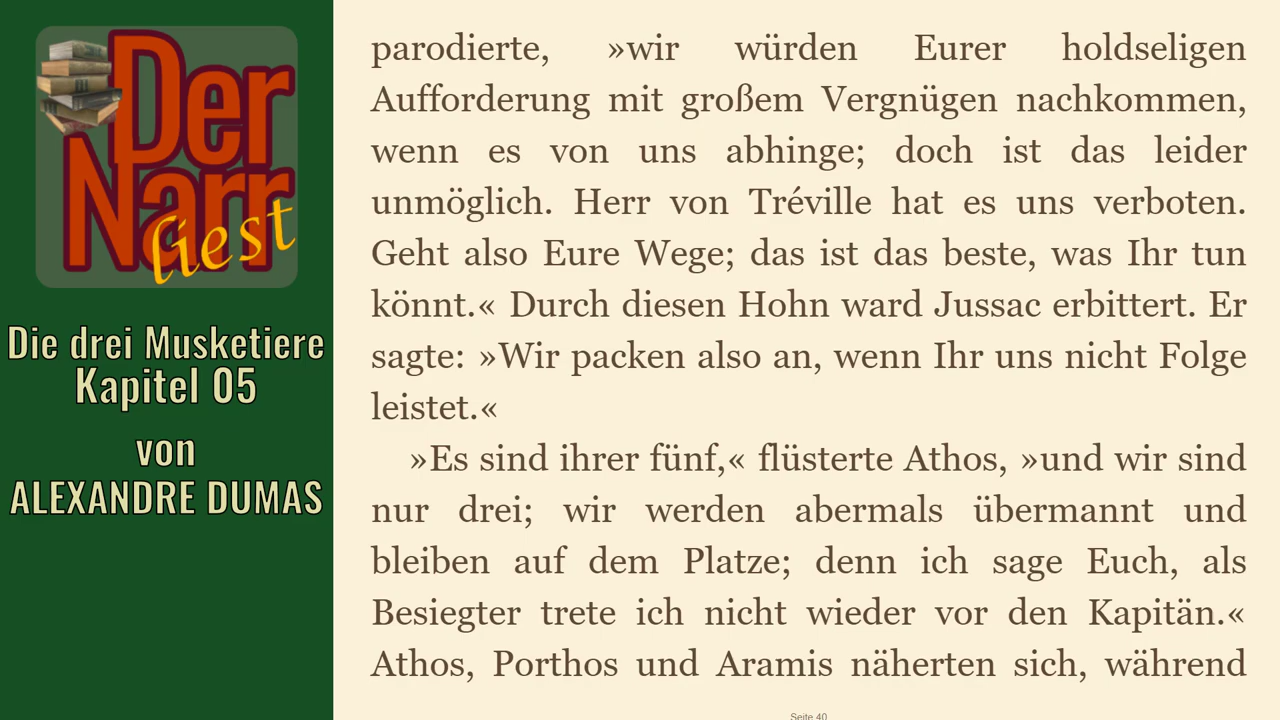 Der
Narr
liest
Die drei Musketiere
Kapitel 05
von
ALEXANDRE DUMAS
parodierte, »wir würden Eurer holdseligen
Aufforderung mit großem Vergnügen nachkommen,
wenn es von uns abhinge; doch ist das leider
unmöglich. Herr von Tréville hat es uns verboten.
Geht also Eure Wege; das ist das beste, was Ihr tun
könnt.« Durch diesen Hohn ward Jussac erbittert. Er
sagte: »Wir packen also an, wenn Ihr uns nicht Folge
leistet.«
»Es sind ihrer fünf,« flüsterte Athos, »und wir sind
nur drei; wir werden abermals übermannt und
bleiben auf dem Platze; denn ich sage Euch, als
Besiegter trete ich nicht wieder vor den Kapitän.«
Athos, Porthos und Aramis näherten sich, während
Seite 40